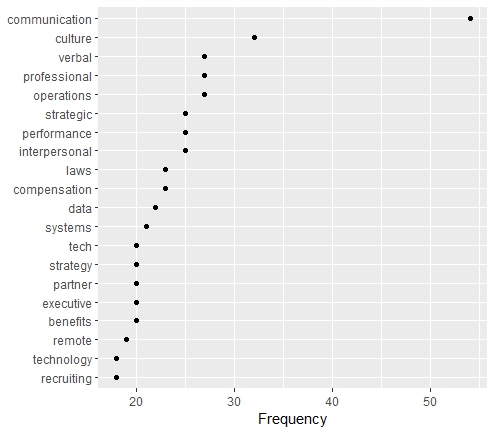 communication
culture
verbal
professional
operations
strategic
performance
interpersonal
laws
compensation
data
systems
tech
strategy
partner
executive
benefits
remote
technology
recruiting
20 30 40 50
Frequency